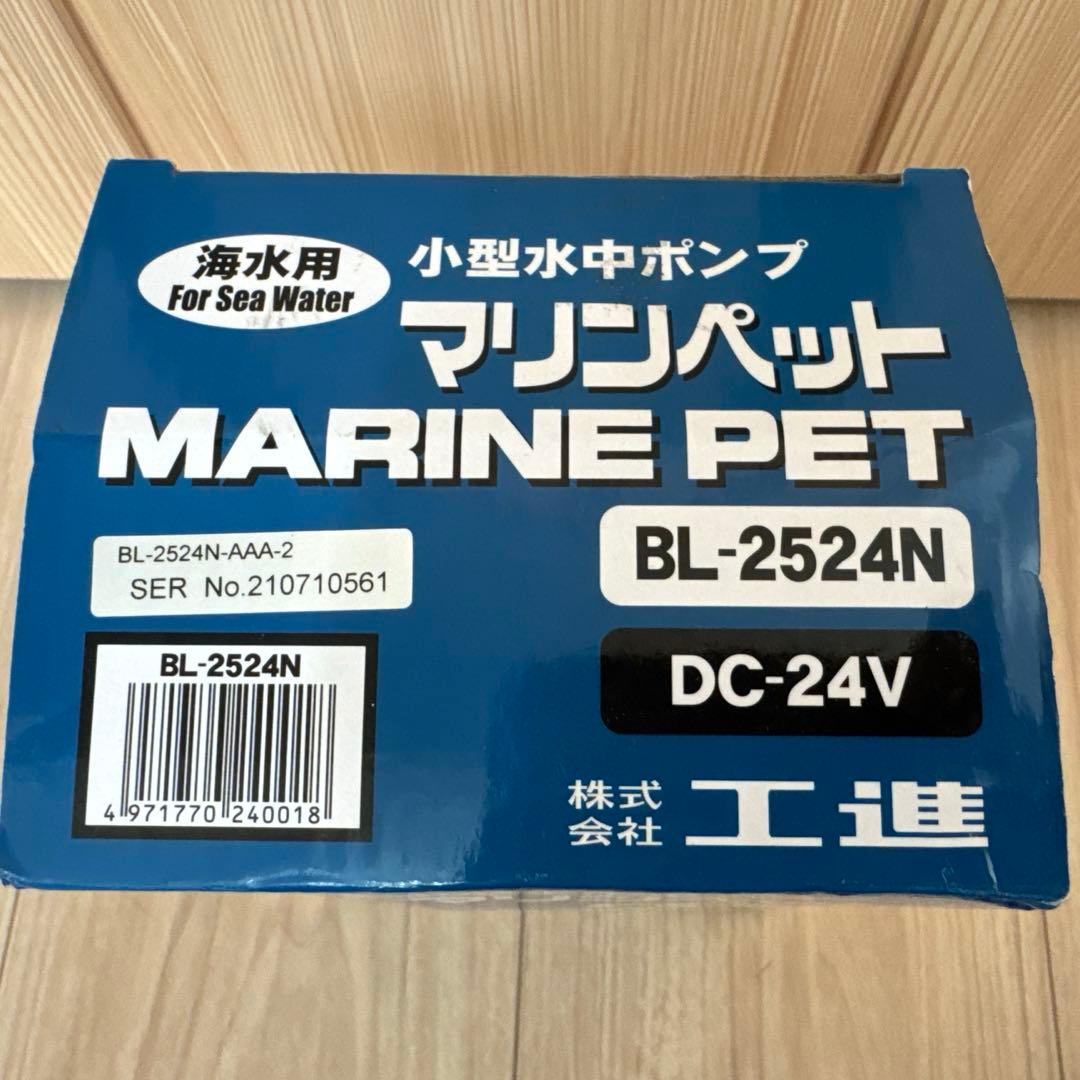 海水用
For Sea Water
小型水中ポンプ
マリンペット
MARINE PET
BL-2524N-AAA-2
SER No.210710561
BL-2524N
DC-24V
BL-2524N
4 971770 240018
株式
会社
工進